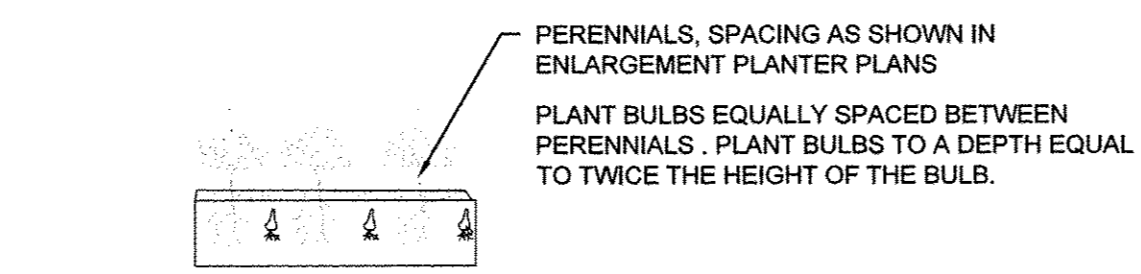 PERENNIALS, SPACING AS SHOWN IN
ENLARGEMENT PLANTER PLANS
PLANT BULBS EQUALLY SPACED BETWEEN
PERENNIALS . PLANT BULBS TO A DEPTH EQUAL
TO TWICE THE HEIGHT OF THE BULB.